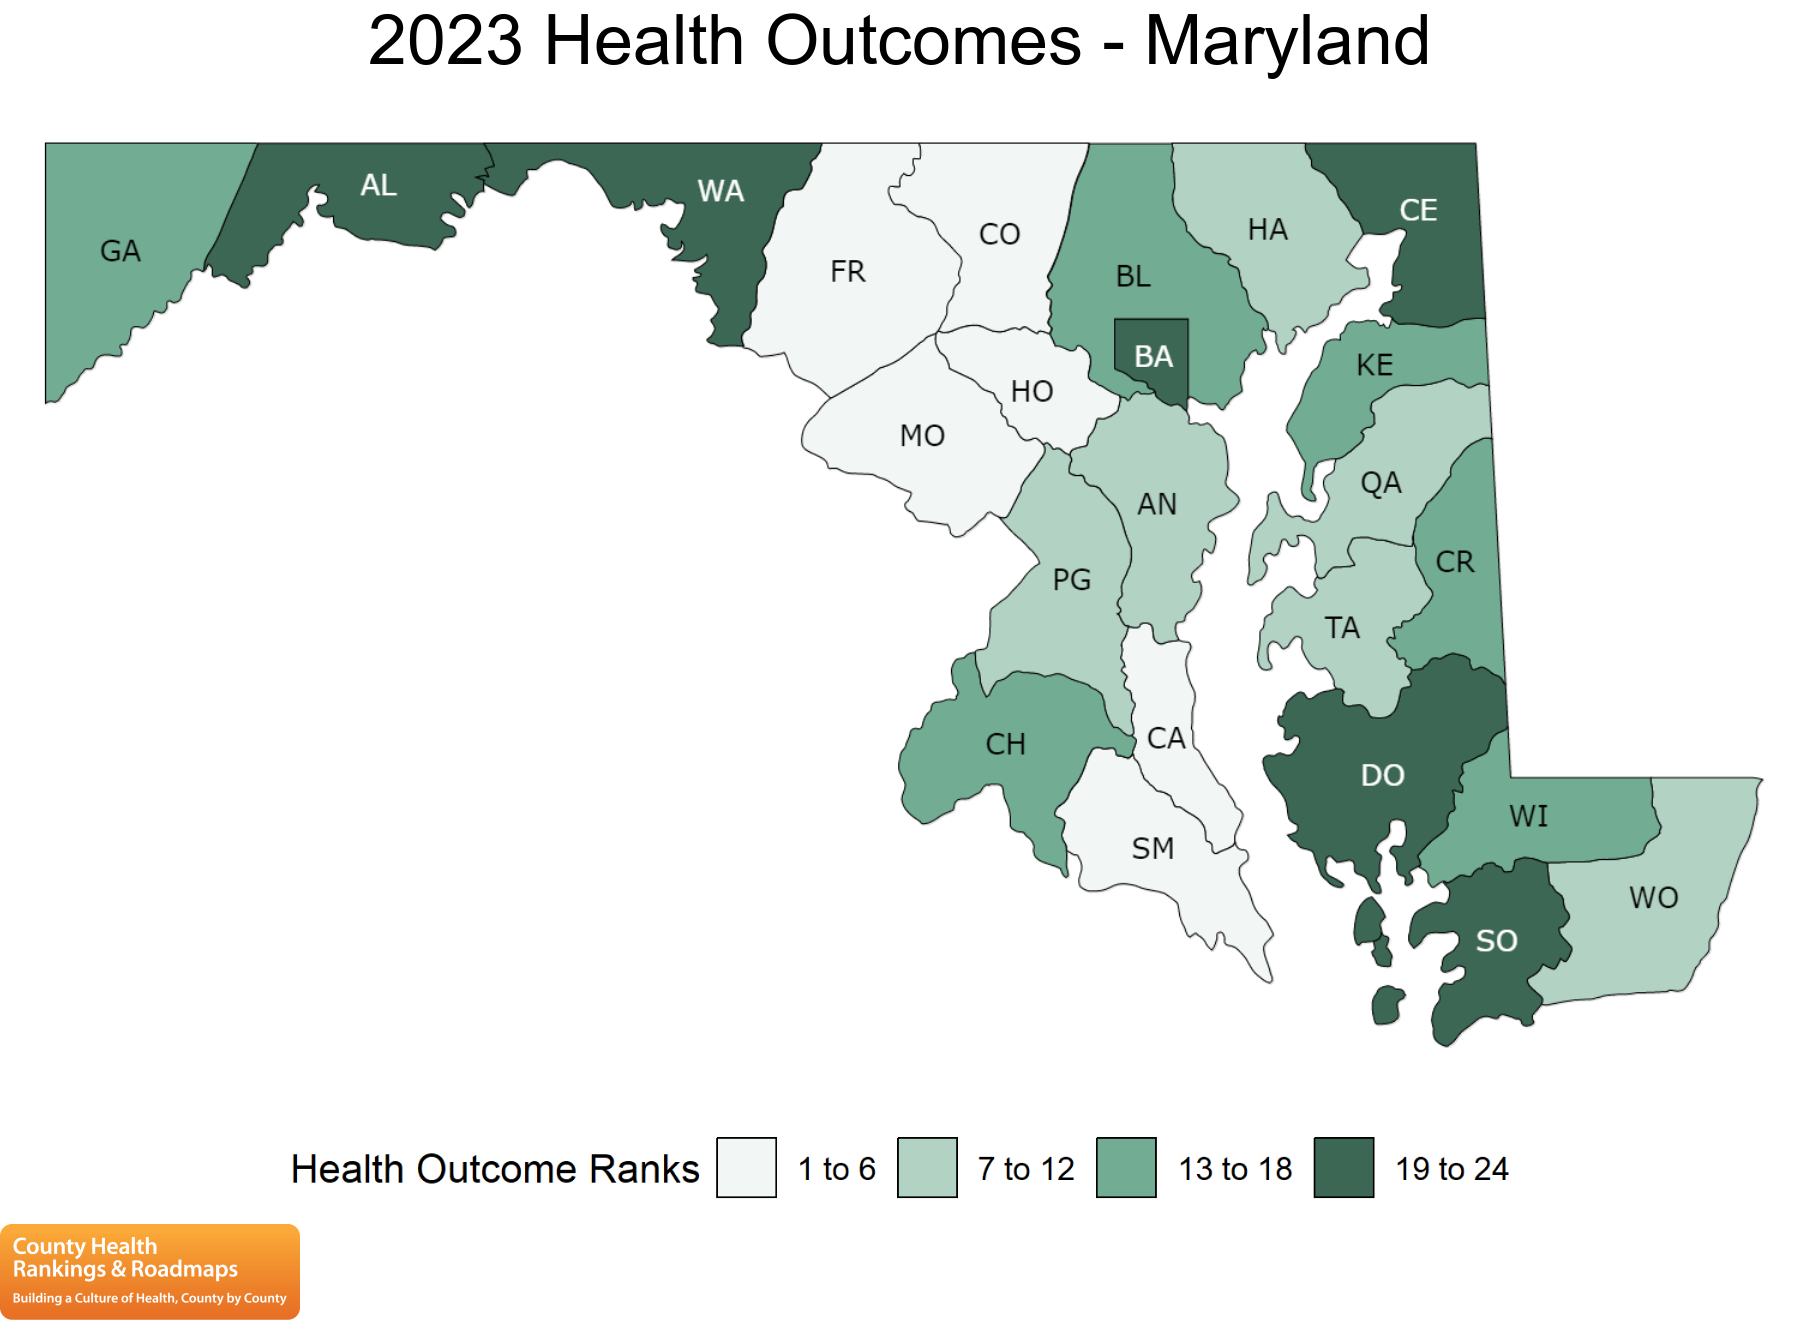 2023 Health Outcomes - Maryland
GA
AL
WA
FR
CO
BL
HA
CE
BA
KE
HO
MO
QA
AN
CR
PG
TA
CH
CA
DO
WI
SM
WO
SO
Health Outcome Ranks 1 to 6 7 to 12 13 to 18 19 to 24
County Health
Rankings & Roadmaps
Building a Culture of Health, County by County